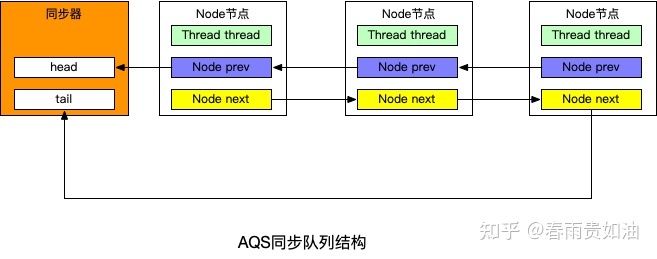 同步器
head
tail
Node节点
Thread thread
Node prev
Node next
Node节点
Thread thread
Node prev
Node next
Node节点
Thread thread
Node prev
Node next
AQS同步队列结构
知乎 @春雨贵如油